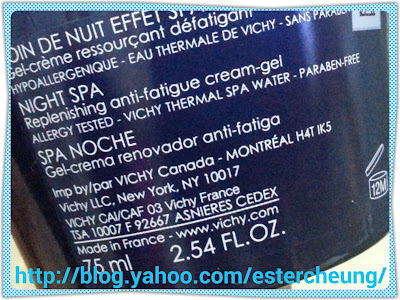 OIN DE NUIT EFFET SPA
Gel-crème ressourçant défatigant
HYPOALLERGENIQUE - EAU THERMALE DE VICHY - SANS PARABEN
NIGHT SPA
Replenishing anti-fatigue cream-gel
ALLERGY TESTED - VICHY THERMAL SPA WATER - PARABEN-FREE
SPA NOCHE
Gel-crema renovador anti-fatiga
Imp by/par VICHY Canada - MONTRÉAL H4T 1K5
Vichy LLC, New York, NY 10017
VICHY CAI/CAF 03 Vichy France
TSA 10007 F 92667 ASNIERES CEDEX
Made in France - www.vichy.com
75 ml 2.54 FL.OZ.
12M
http://blog.yahoo.com/estercheung/